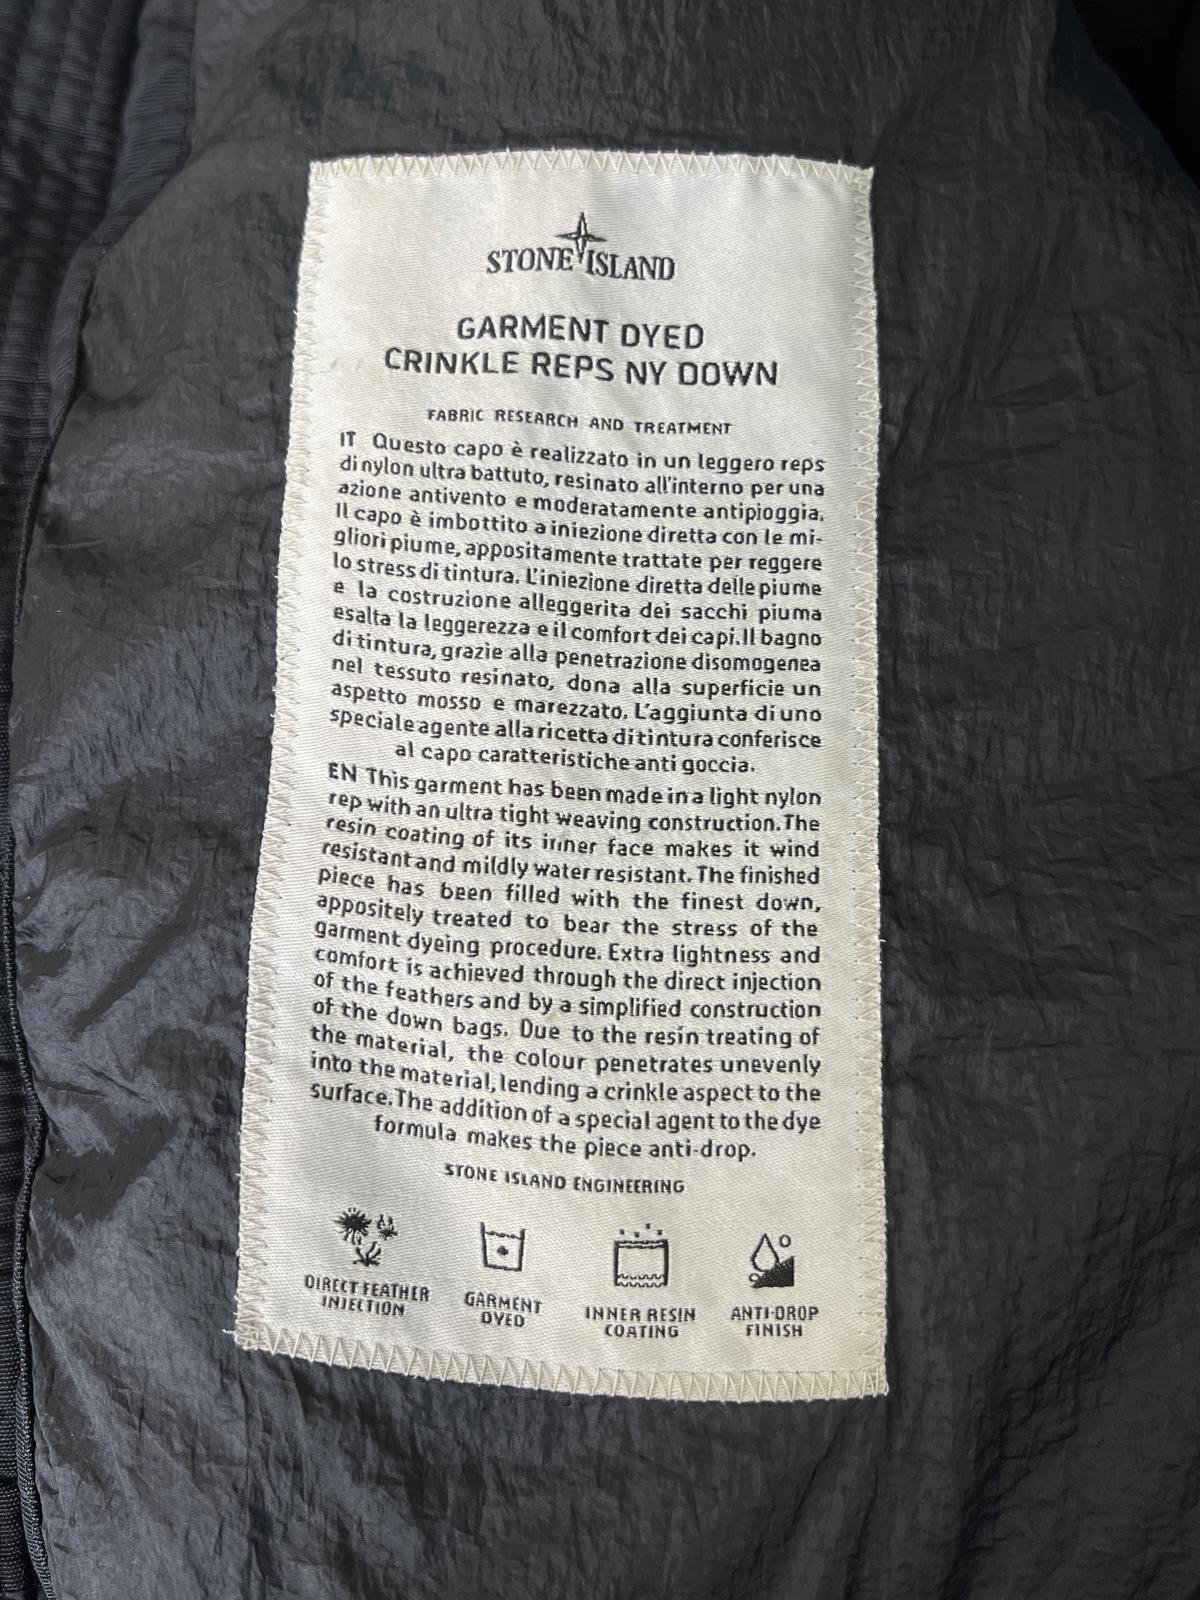 STONE ISLAND
GARMENT DYED
CRINKLE REPS NY DOWN
FABRIC RESEARCH AND TREATMENT
IT Questo capo è realizzato in un leggero reps
di nylon ultra battuto, resinato all'interno per una
azione antivento e moderatamente antipioggia.
Il capo è imbottito a iniezione diretta con le mi-
gliori piume, appositamente trattate per reggere
lo stress di tintura. L'iniezione diretta delle piume
e la costruzione alleggerita dei sacchi piuma
esalta la leggerezza e il comfort dei capi. Il bagno
di tintura, grazie alla penetrazione disomogenea
nel tessuto resinato, dona alla superficie un
aspetto mosso e marezzato. L'aggiunta di uno
speciale agente alla ricetta di tintura conferisce
al capo caratteristiche anti goccia.
EN This garment has been made in a light nylon
rep with an ultra tight weaving construction. The
resin coating of its inner face makes it wind
resistant and mildly water resistant. The finished
piece has been filled with the finest down,
appositely treated to bear the stress of the
garment dyeing procedure. Extra lightness and
comfort is achieved through the direct injection
of the feathers and by a simplified construction
of the down bags. Due to the resin treating of
the material, the colour penetrates unevenly
into the material, lending a crinkle aspect to the
surface. The addition of a special agent to the dye
formula makes the piece anti-drop.
STONE ISLAND ENGINEERING
DIRECT FEATHER
INJECTION
GARMENT
DYED
INNER RESIN
COATING
ANTI-DROP
FINISH